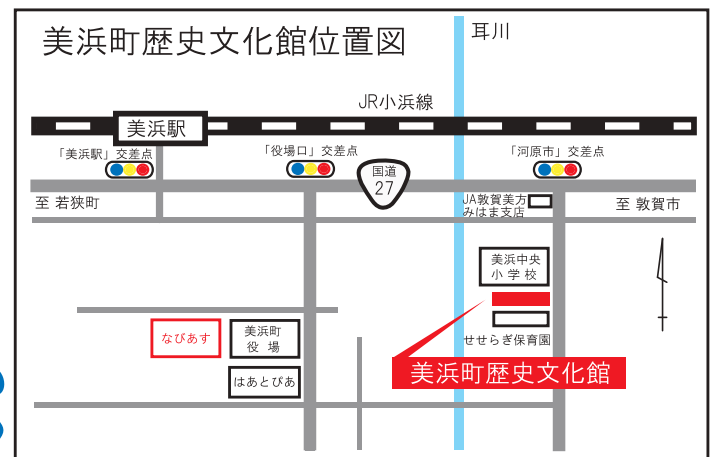 美浜町歴史文化館位置図
耳川
JR小浜線
美浜駅
「美浜駅」交差点
「役場口」交差点
「河原市」交差点
国道
27
至 若狭町
JA敦賀美方
みはま支店
至 敦賀市
美浜中央
小学校
なびあす
美浜町
役場
せせらぎ保育園
はあとぴあ
美浜町歴史文化館